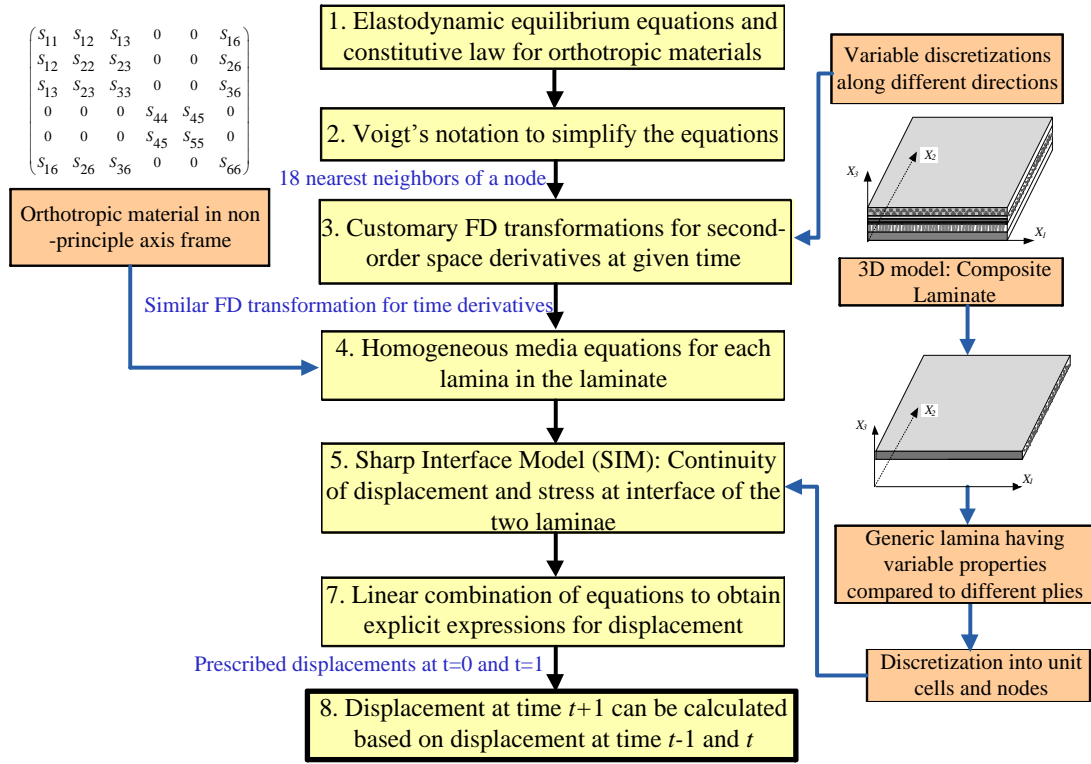 S11 S12 S13 0 0 S16
S12 S22 S23 0 0 S26
S13 S23 S33 0 0 S36
0 0 0 S44 S45 0
0 0 0 S45 S55 0
S16 S26 S36 0 0 S66
Orthotropic material in non
-principle axis frame
1. Elastodynamic equilibrium equations and
constitutive law for orthotropic materials
2. Voigt’s notation to simplify the equations
18 nearest neighbors of a node
3. Customary FD transformations for second-
order space derivatives at given time
Similar FD transformation for time derivatives
4. Homogeneous media equations for each
lamina in the laminate
5. Sharp Interface Model (SIM): Continuity
of displacement and stress at interface of the
two laminae
7. Linear combination of equations to obtain
explicit expressions for displacement
Prescribed displacements at t=0 and t=1
8. Displacement at time t+1 can be calculated
based on displacement at time t-1 and t
Variable discretizations
along different directions
X2
X3
X1
3D model: Composite
Laminate
X2
X3
X1
Generic lamina having
variable properties
compared to different plies
Discretization into unit
cells and nodes